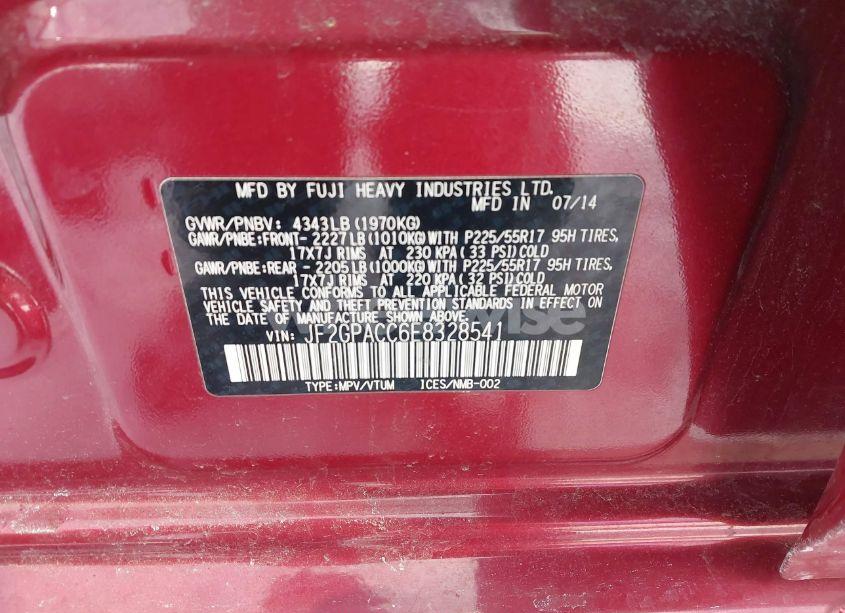 MFD BY FUJI HEAVY INDUSTRIES LTD.
MFD IN 07/14
GVWR/PNBV: 4343LB (1970KG)
GAWR/PNBE:FRONT- 2227LB (1010KG)WITH P225/55R17 95H TIRES,
17X7J RIMS AT 230 KPA (33 PSI)COLD
GAWR/PNBE:REAR - 2205LB (1000KG)WITH P225/55R17 95H TIRES,
17X7J RIMS AT 220 KPA (32 PSI)COLD
THIS VEHICLE CONFORMS TO ALL APPLICABLE FEDERAL MOTOR
VEHICLE SAFETY AND THEFT PREVENTION STANDARDS IN EFFECT ON
THE DATE OF MANUFACTURE SHOWN ABOVE.
VIN: JF2GPACC6E8328541
TYPE:MPV/VTUM ICES/NMB-002